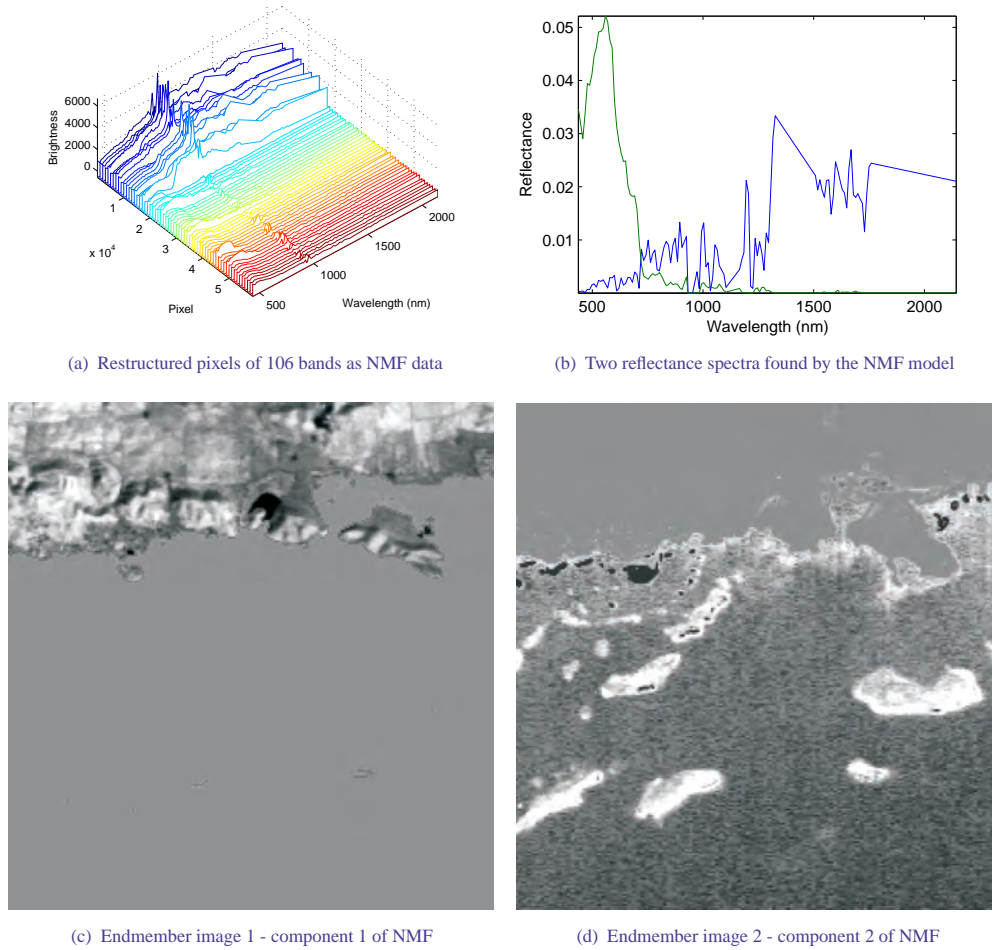 6000
4000
2000
0
Brightness
1
2
3
4
5
x 10^4
Pixel
500
1000
1500
2000
Wavelength (nm)
0.05
0.04
0.03
0.02
0.01
Reflectance
500
1000
1500
2000
Wavelength (nm)
(a) Restructured pixels of 106 bands as NMF data
(b) Two reflectance spectra found by the NMF model
(c) Endmember image 1 - component 1 of NMF
(d) Endmember image 2 - component 2 of NMF